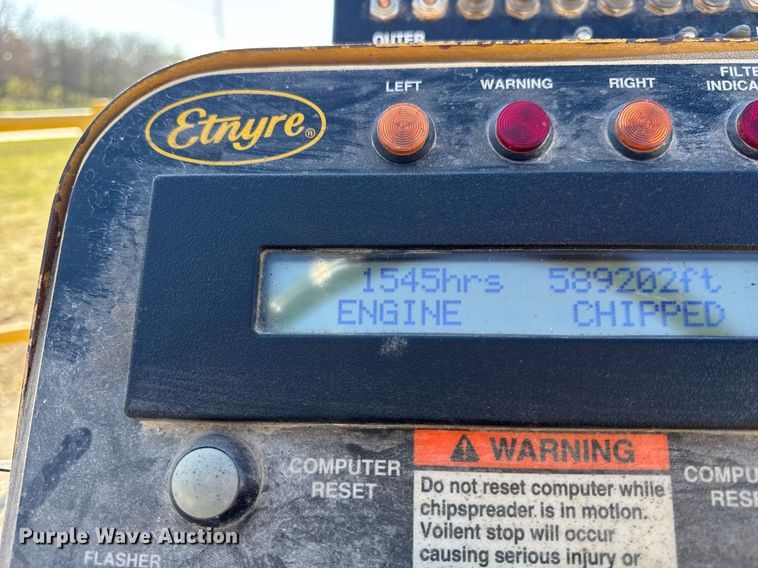 OUTER
LEFT
WARNING
RIGHT
FILTE
INDICA
Etnyre®
1545hrs 589202ft
ENGINE CHIPPED
COMPUTER
RESET
WARNING
Do not reset computer while
chipspreader is in motion.
Voilent stop will occur
causing serious injury or
COMPU
RESE
FLASHER
Purple Wave Auction